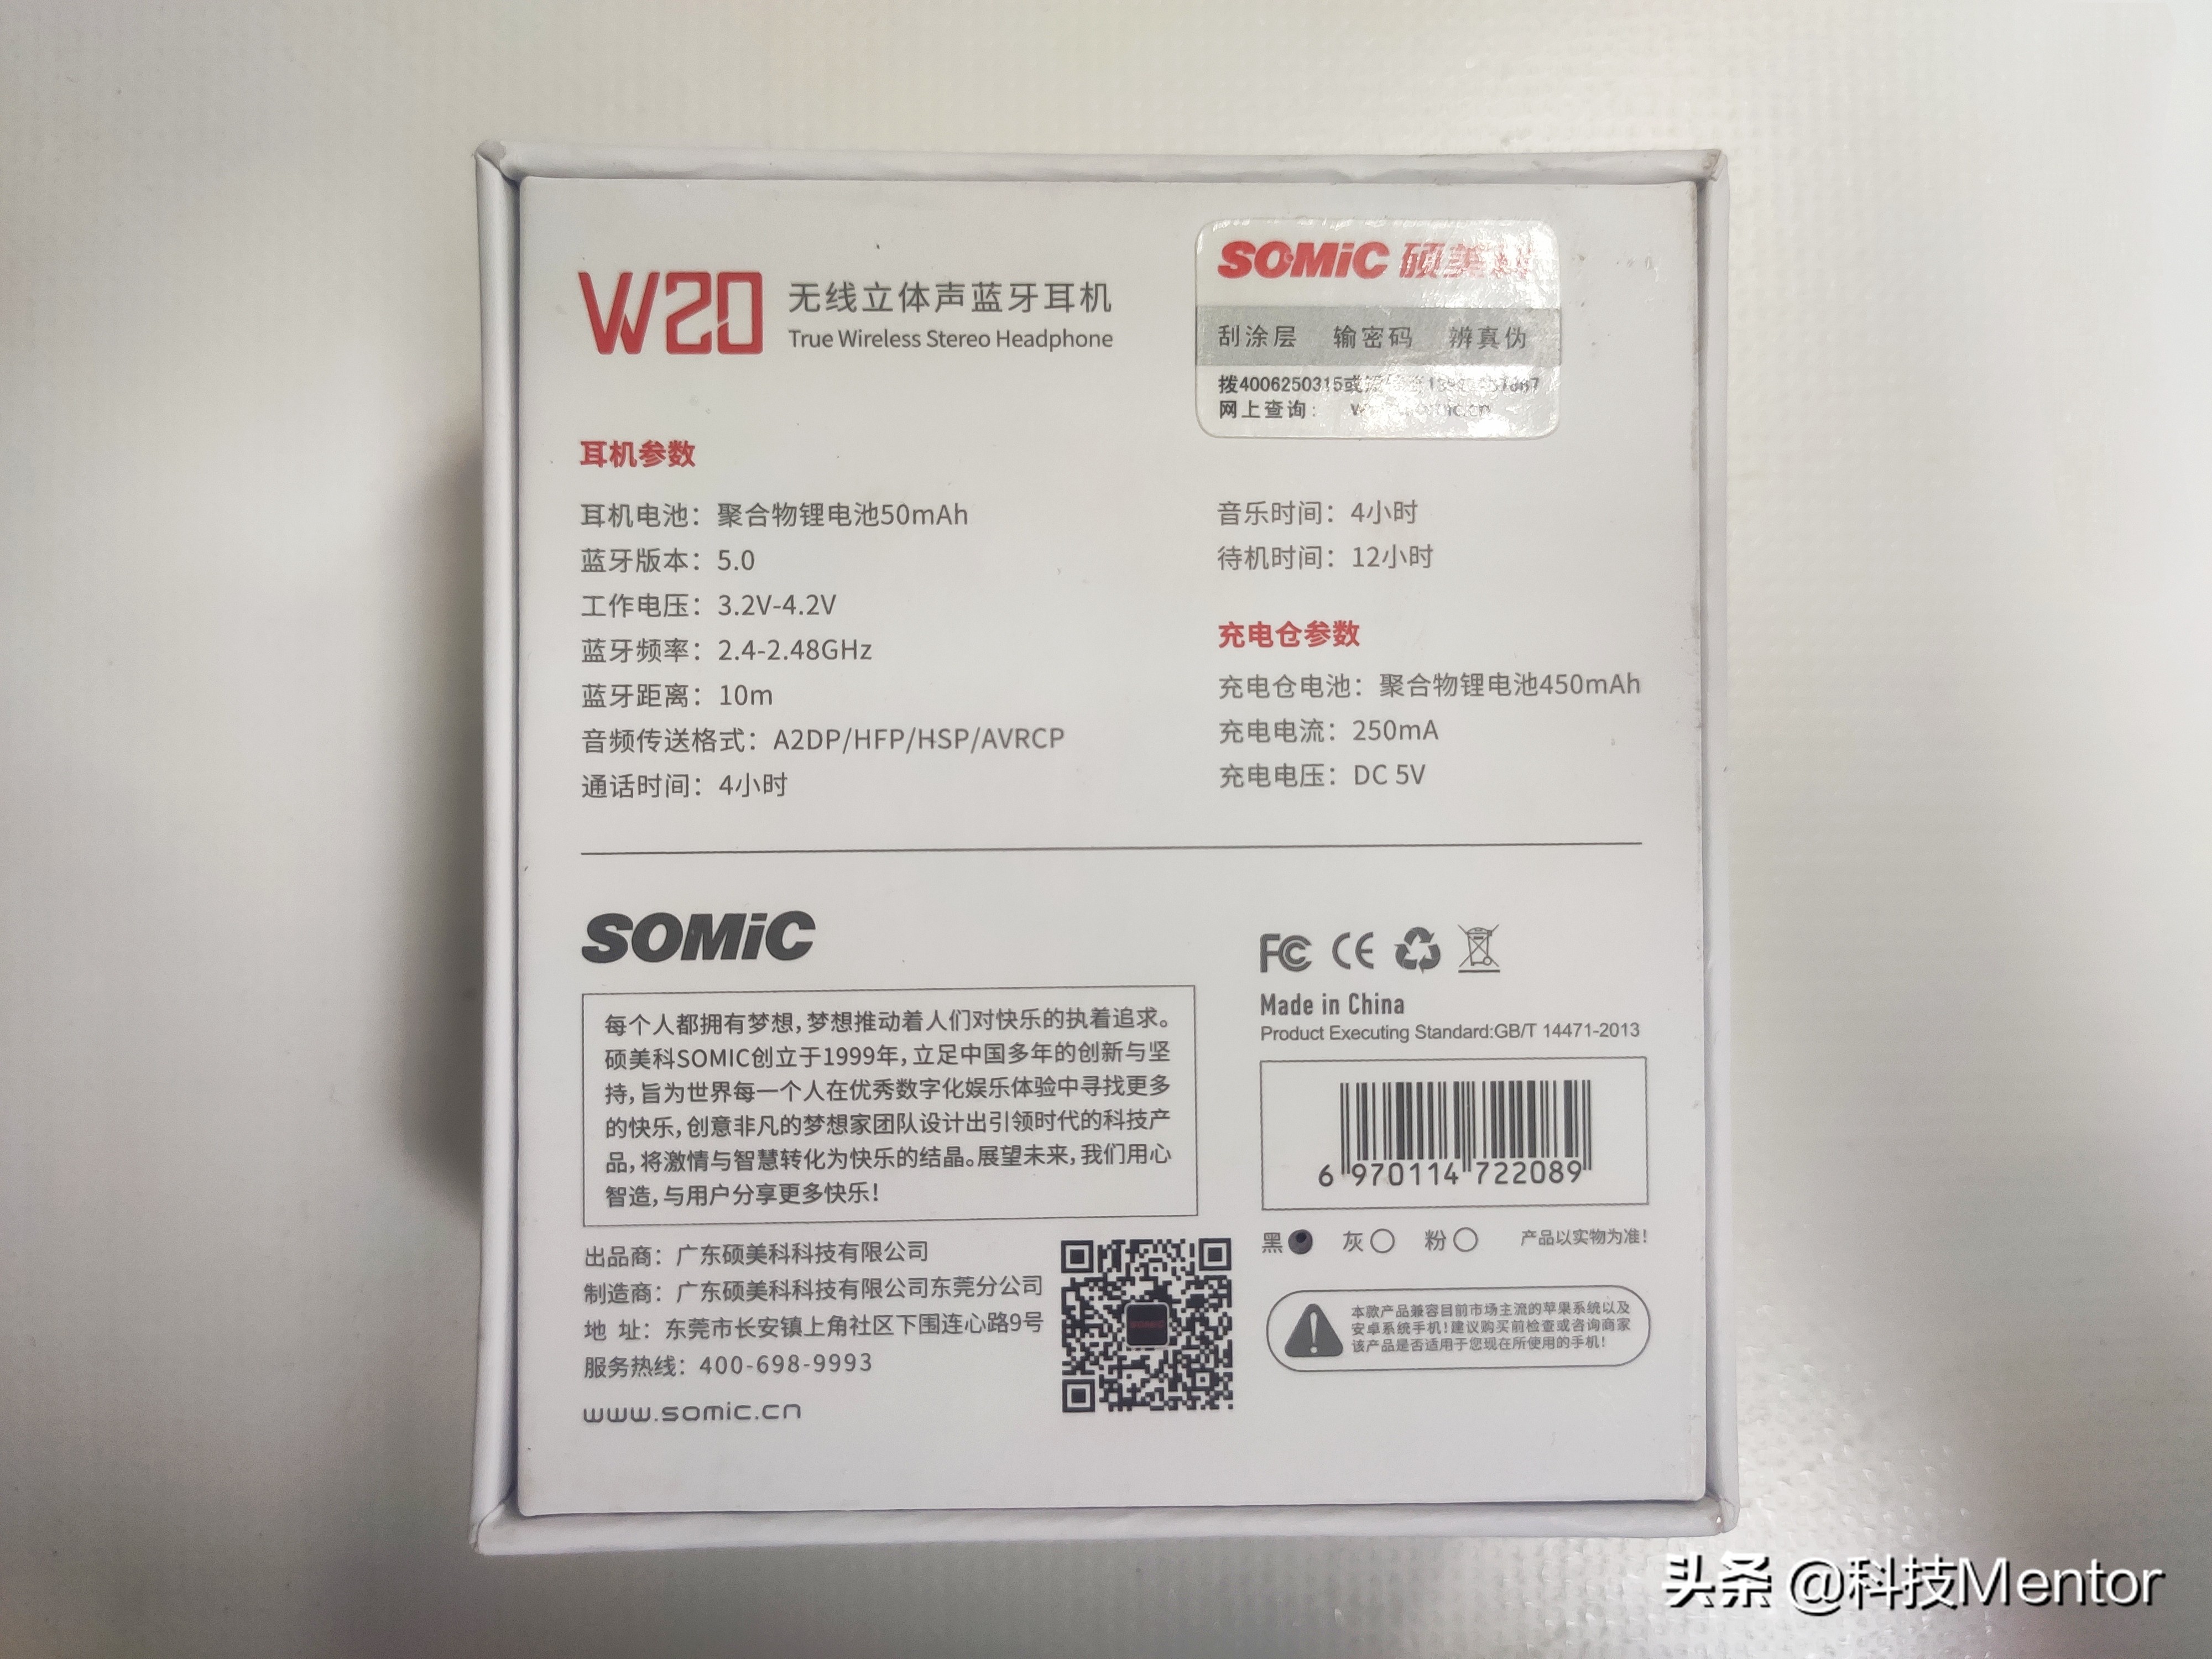 W20
无线立体声蓝牙耳机
True Wireless Stereo Headphone
SOMiC 硕美科
刮涂层 输密码 辨真伪
拨4006250315或
网上查询：
耳机参数
耳机电池：聚合物锂电池50mAh
蓝牙版本：5.0
工作电压：3.2V-4.2V
蓝牙频率：2.4-2.48GHz
蓝牙距离：10m
音频传送格式：A2DP/HFP/HSP/AVRCP
通话时间：4小时
音乐时间：4小时
待机时间：12小时
充电仓参数
充电仓电池：聚合物锂电池450mAh
充电电流：250mA
充电电压：DC 5V
SOMiC
每个人都拥有梦想，梦想推动着人们对快乐的执着追求。
硕美科SOMIC创立于1999年，立足中国多年的创新与坚
持，旨为世界每一个人在优秀数字化娱乐体验中寻找更多
的快乐，创意非凡的梦想家团队设计出引领时代的科技产
品，将激情与智慧转化为快乐的结晶。展望未来，我们用心
智造，与用户分享更多快乐！
出品商：广东硕美科科技有限公司
制造商：广东硕美科科技有限公司东莞分公司
地 址：东莞市长安镇上角社区下围连心路9号
服务热线：400-698-9993
www.somic.cn
SOMiC
FC CE
Made in China
Product Executing Standard:GB/T 14471-2013
6 970114 722089
黑 灰 粉 产品以实物为准！
本款产品兼容目前市场主流的苹果系统以及
安卓系统手机！建议购买前检查或咨询商家
该产品是否适用于您现在所使用的手机！
头条 @科技Mentor